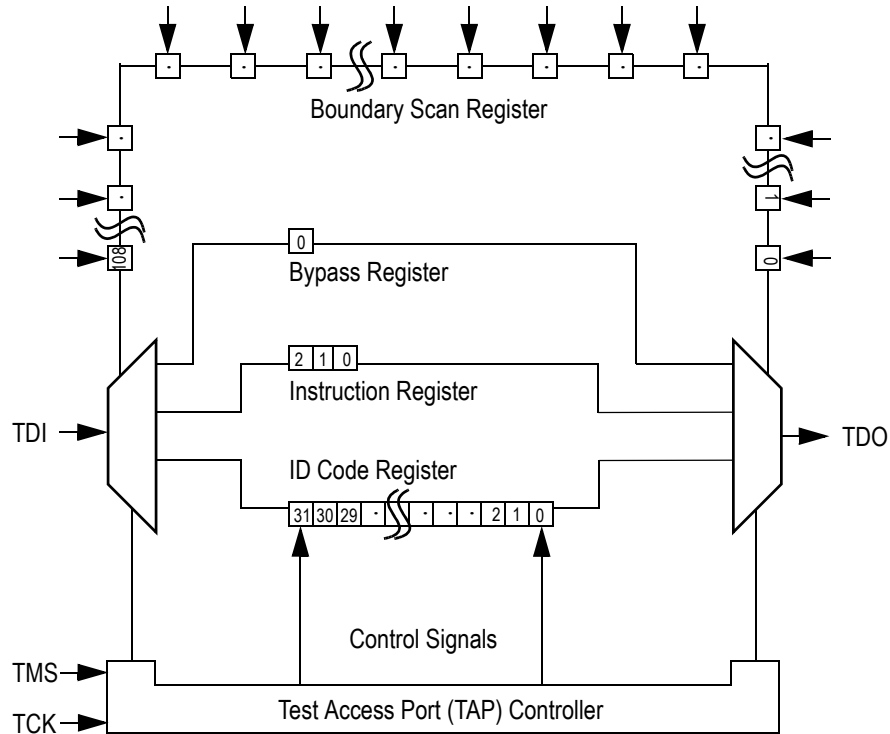 · · · · · · · ·
Boundary Scan Register
· ·
· 1
108 0
0
Bypass Register
2 1 0
Instruction Register
TDI TDO
ID Code Register
31 30 29 · · · · 2 1 0
Control Signals
TMS
Test Access Port (TAP) Controller
TCK